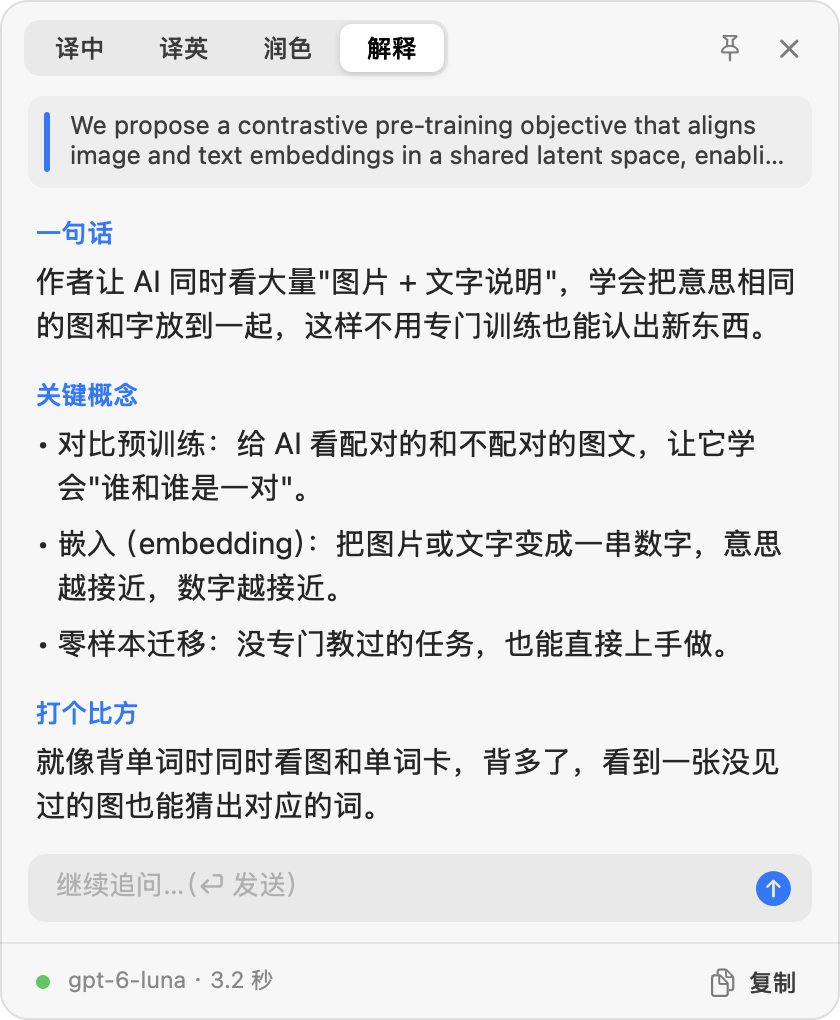 译中 译英 润色 解释
We propose a contrastive pre-training objective that aligns
image and text embeddings in a shared latent space, enabli...
一句话
作者让 AI 同时看大量"图片 + 文字说明"，学会把意思相同
的图和字放到一起，这样不用专门训练也能认出新东西。
关键概念
• 对比预训练：给 AI 看配对的和不配对的图文，让它学
会"谁和谁是一对"。
• 嵌入（embedding）：把图片或文字变成一串数字，意思
越接近，数字越接近。
• 零样本迁移：没专门教过的任务，也能直接上手做。
打个比方
就像背单词时同时看图和单词卡，背多了，看到一张没见
过的图也能猜出对应的词。
继续追问...(⏎ 发送)
gpt-6-luna · 3.2 秒 复制